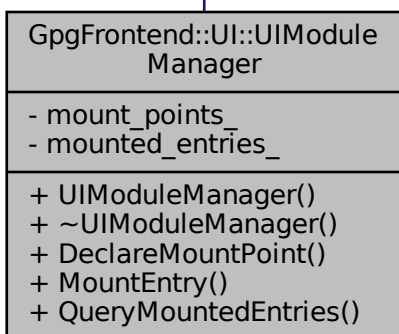 GpgFrontend::UI::UIModule
Manager
- mount_points_
- mounted_entries_
+ UIModuleManager()
+ ~UIModuleManager()
+ DeclareMountPoint()
+ MountEntry()
+ QueryMountedEntries()